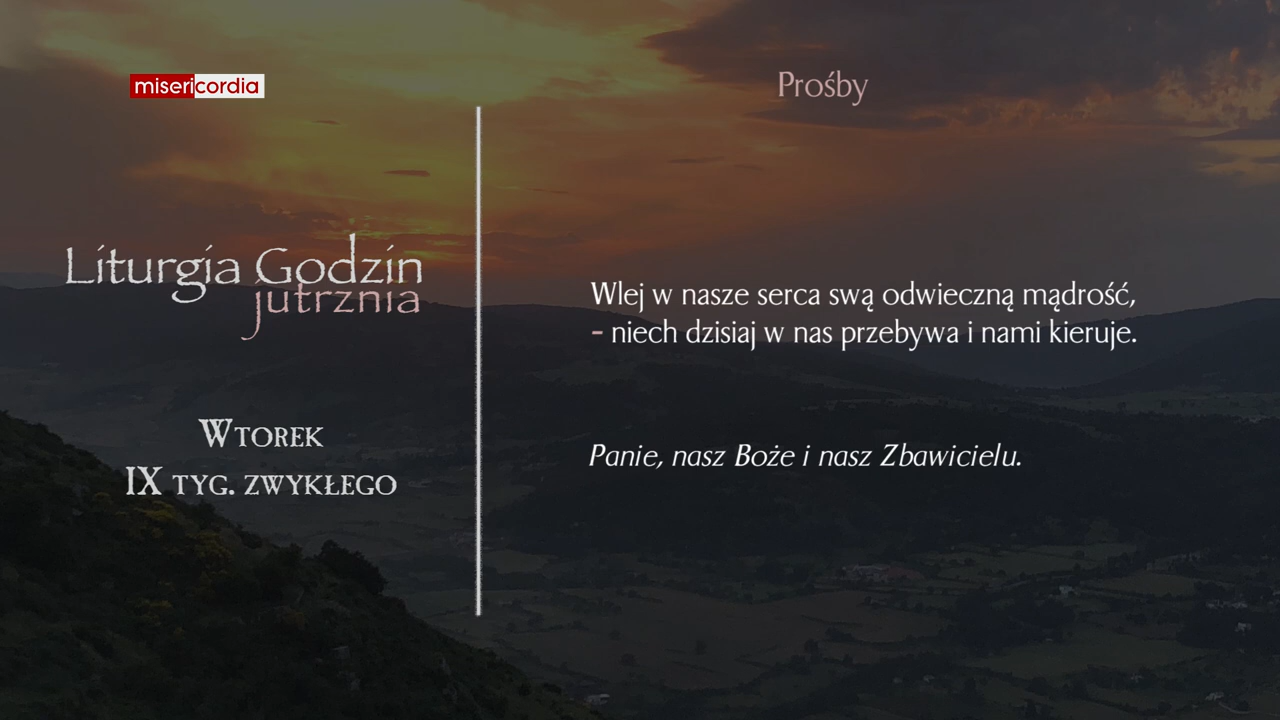 misericordia
Liturgia Godzin
jutrznia
Wtorek
IX tyg. zwykłego
Prośby
Wlej w nasze serca swą odwieczną mądrość,
- niech dzisiaj w nas przebywa i nami kieruje.
Panie, nasz Boże i nasz Zbawicielu.